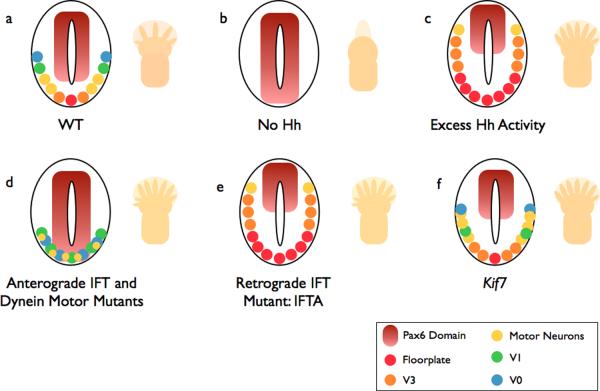 a
b
c
WT
No Hh
Excess Hh Activity
d
e
f
Anterograde IFT and
Dynein Motor Mutants
Retrograde IFT
Mutant: IFTA
Kif7
Pax6 Domain
Floorplate
V3
Motor Neurons
V1
V0